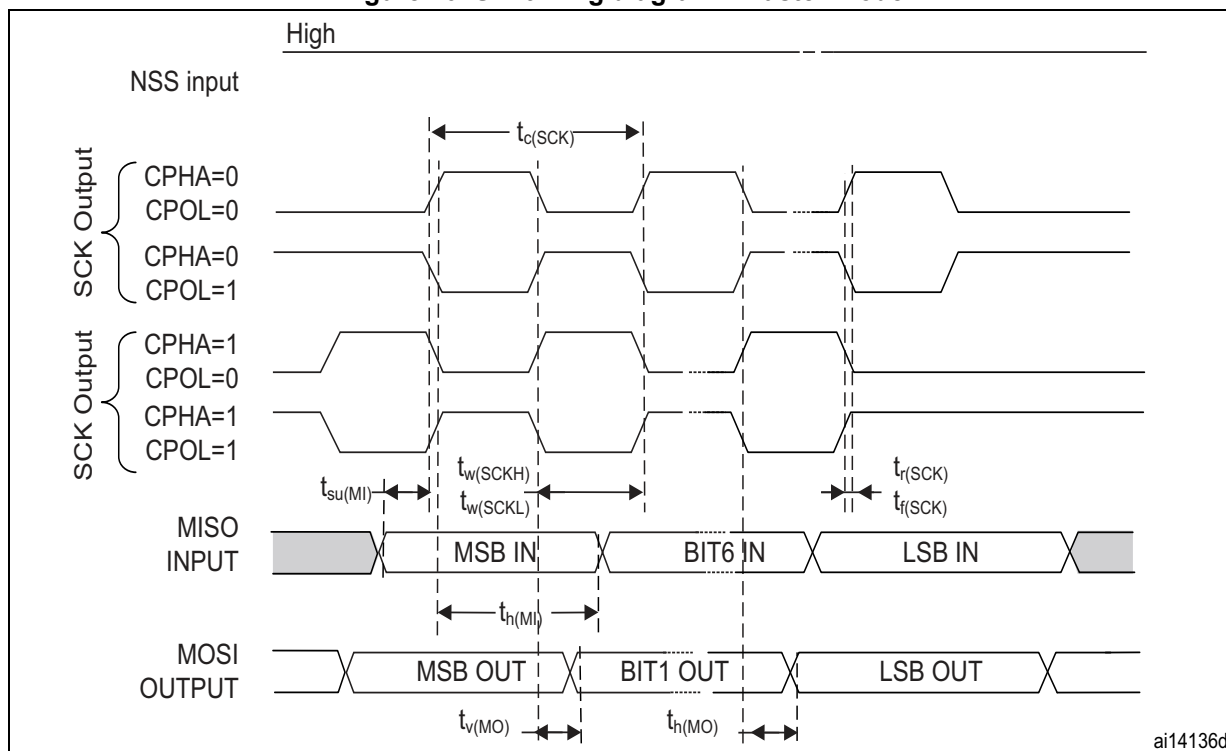 High
NSS input
tc(SCK)
SCK Output
CPHA=0
CPOL=0
CPHA=0
CPOL=1
SCK Output
CPHA=1
CPOL=0
CPHA=1
CPOL=1
tsu(MI)
tw(SCKH)
tw(SCKL)
tr(SCK)
tf(SCK)
MISO
INPUT
MSB IN
BIT6 IN
LSB IN
th(MI)
MOSI
OUTPUT
MSB OUT
BIT1 OUT
LSB OUT
tv(MO)
th(MO)
ai14136d